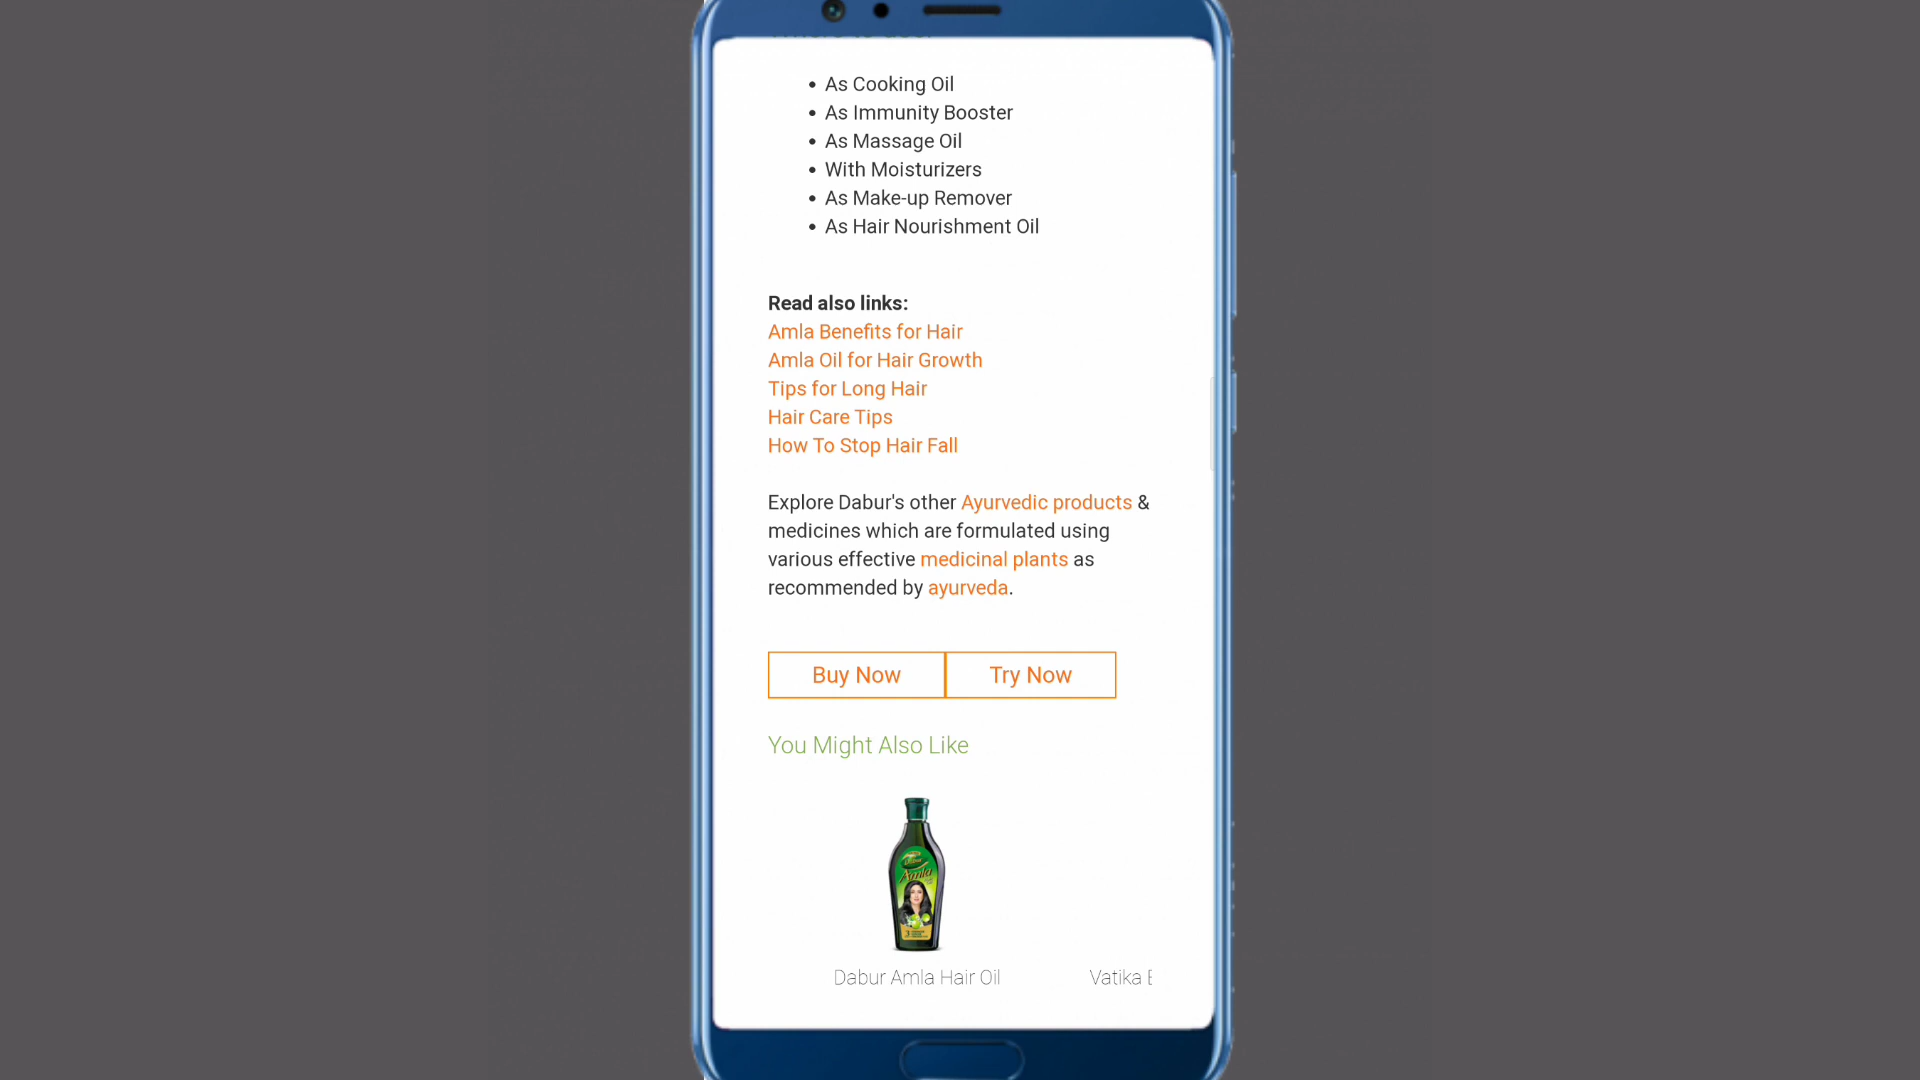 As Cooking Oil
As Immunity Booster
As Massage Oil
With Moisturizers
As Make-up Remover
As Hair Nourishment Oil
Read also links:
Amla Benefits for Hair
Amla Oil for Hair Growth
Tips for Long Hair
Hair Care Tips
How To Stop Hair Fall
Explore Dabur's other Ayurvedic products &
medicines which are formulated using
various effective medicinal plants as
recommended by ayurveda.
Buy Now Try Now
You Might Also Like
Dabur
Amla
Dabur Amla Hair Oil Vatika